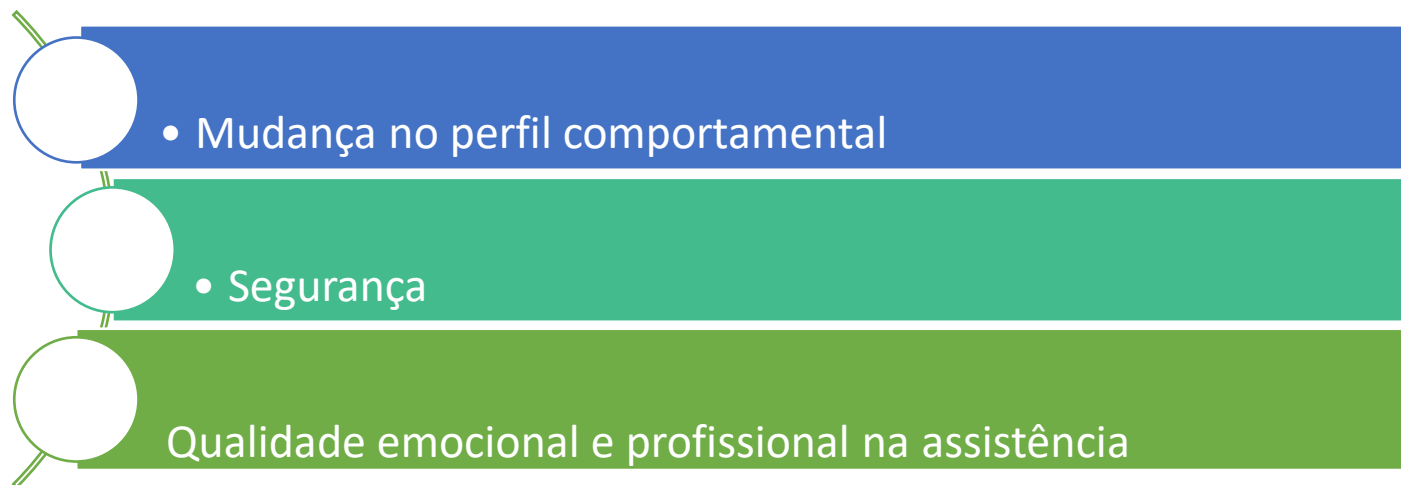 • Mudança no perfil comportamental
• Segurança
Qualidade emocional e profissional na assistência